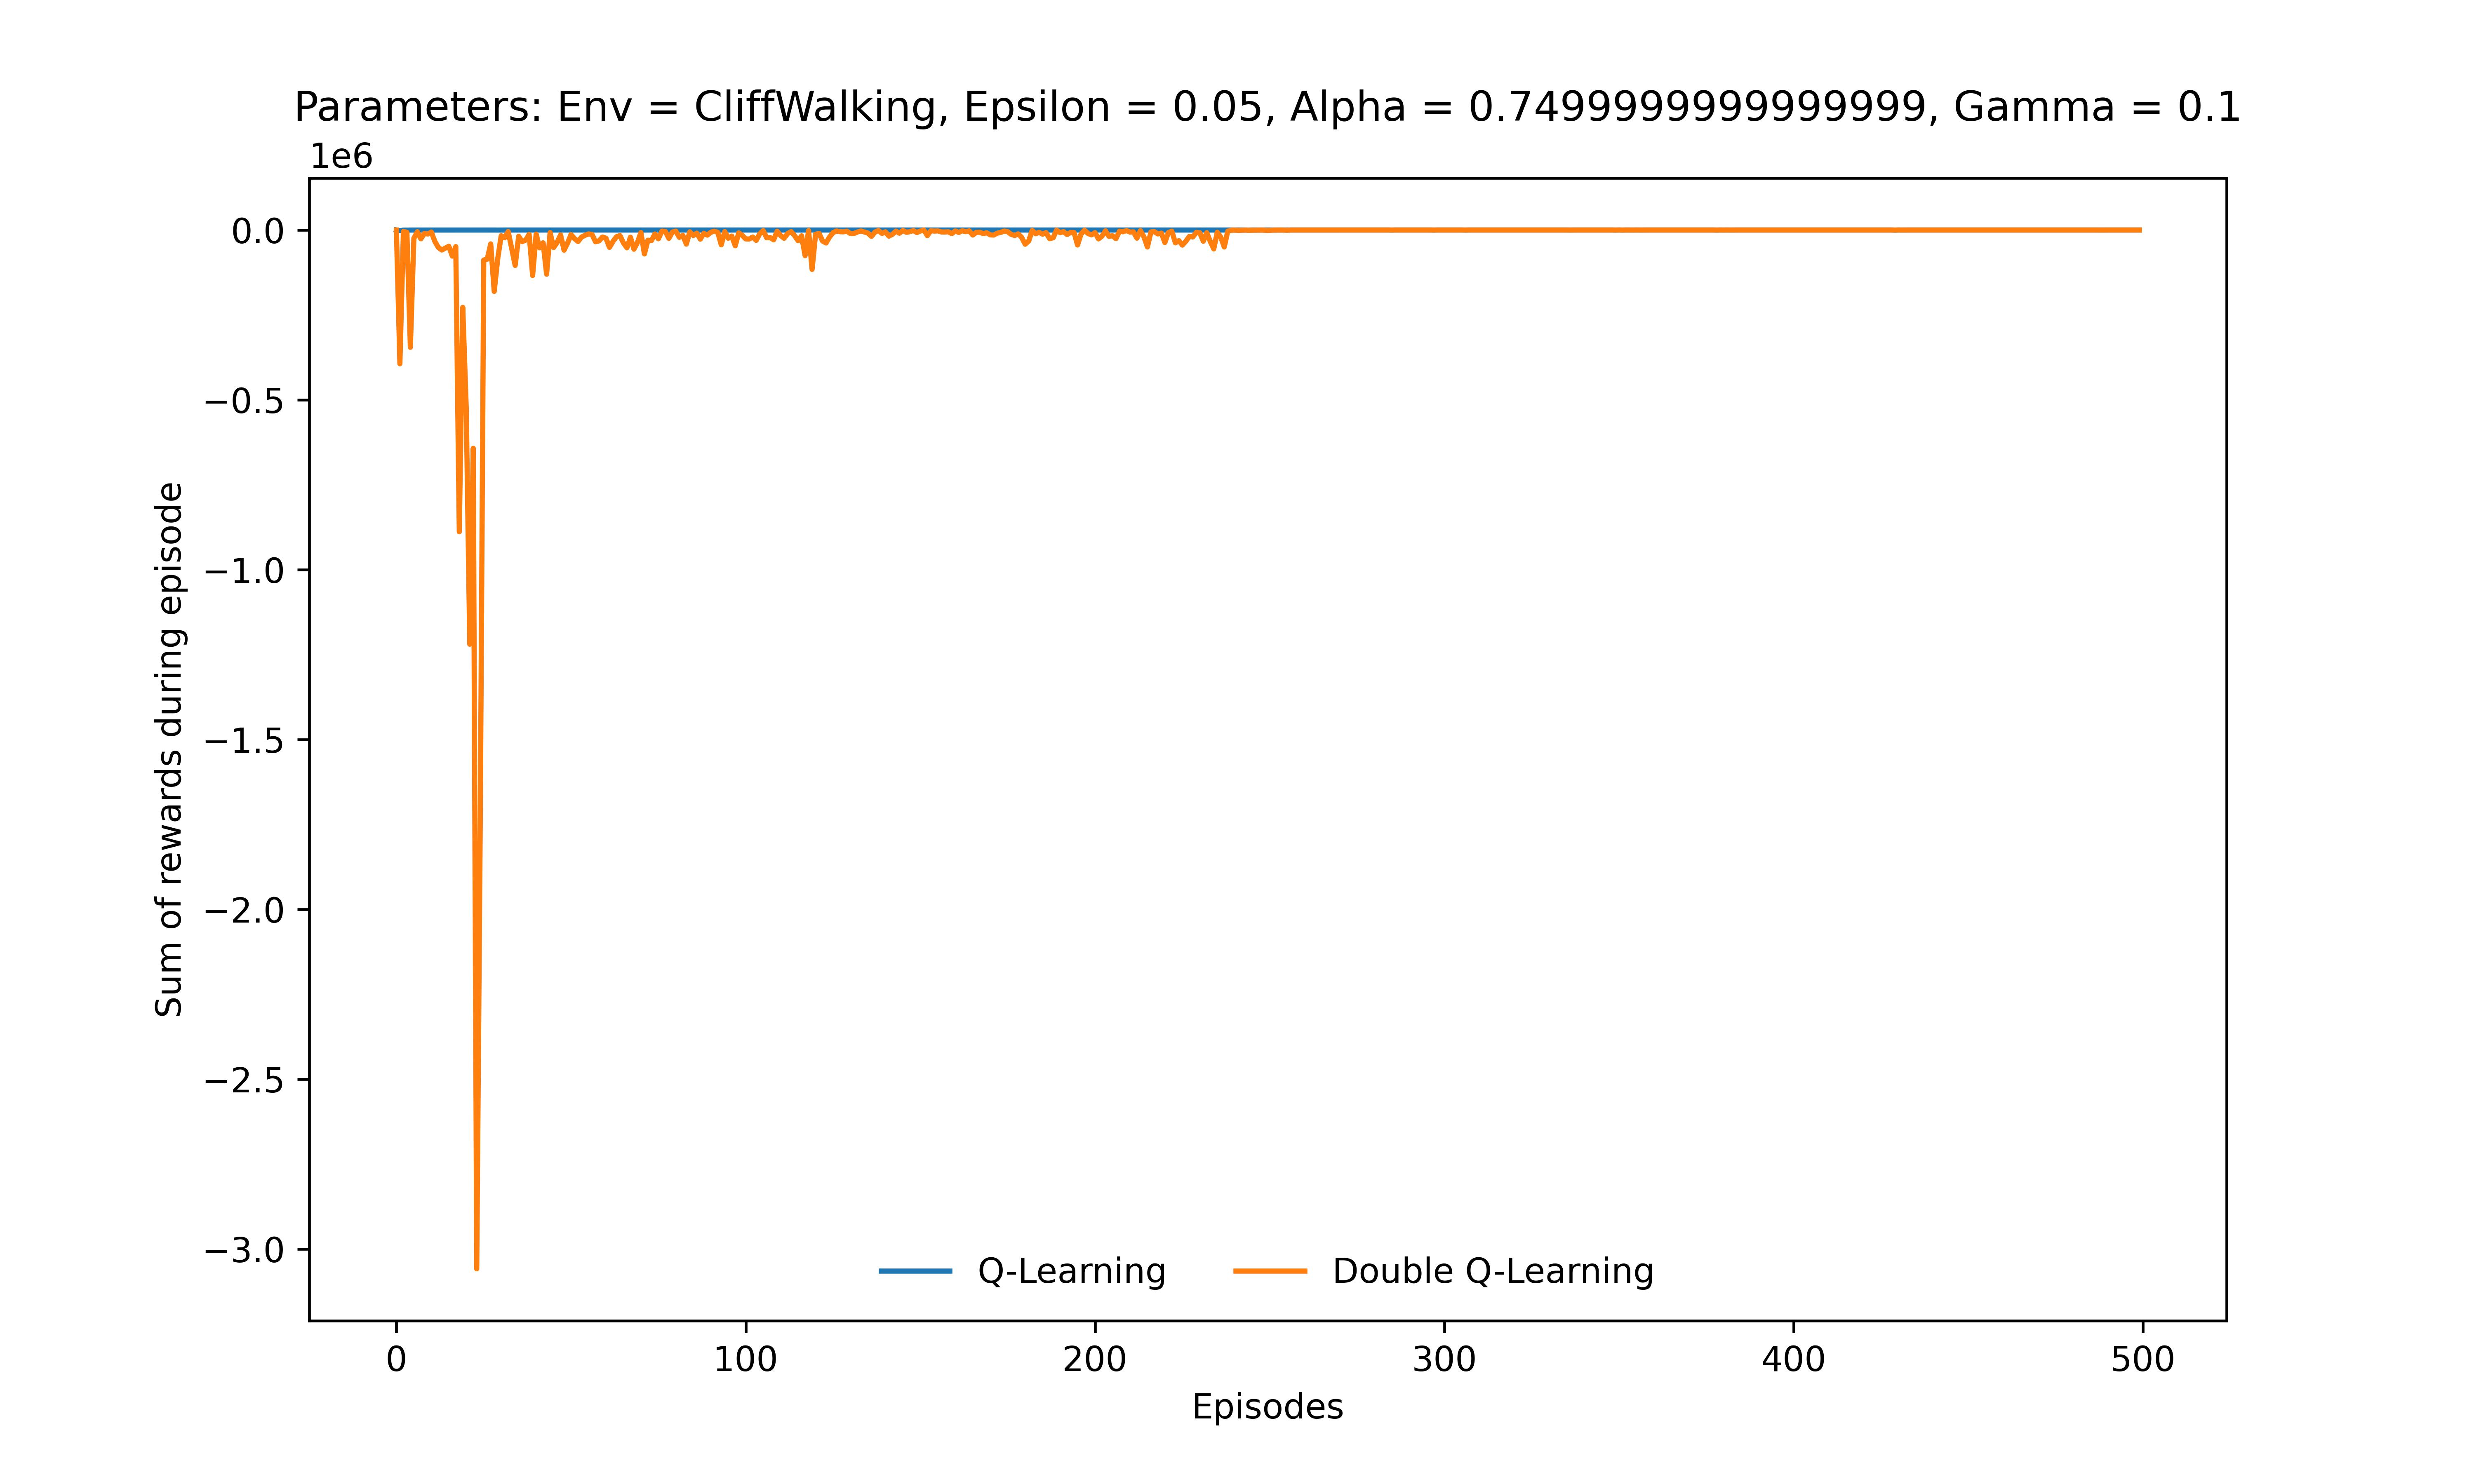 Parameters: Env = CliffWalking, Epsilon = 0.05, Alpha = 0.7499999999999999, Gamma = 0.1
1e6
0.0
−0.5
−1.0
−1.5
−2.0
−2.5
−3.0
Sum of rewards during episode
Q-Learning
Double Q-Learning
0
100
200
300
400
500
Episodes